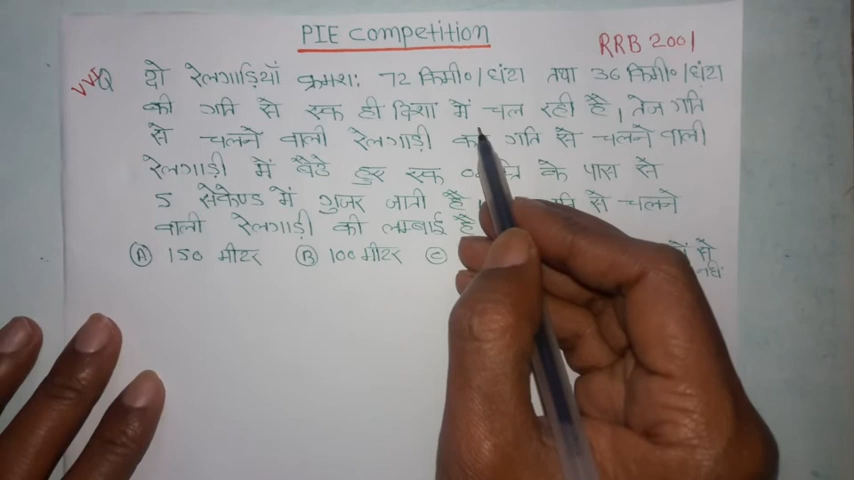 PIE competition
RRB 2001
VVI Q दो रेलगाड़ियाँ क्रमश: 72 किमी०/घंटा तथा 36 किमी०/घंटा
की गति से एक ही दिशा में चल रही है, तेज गति
से चलने वाली रेलगाड़ी कम गति से चलने वाली
रेलगाड़ी में बैठे हुए एक के पास से
5 सेकेण्ड में गुजर जाती है से चलने
वाली रेलगाड़ी की लम्बाई है
(A) 150 मीटर (B) 100 मीटर (C) में से